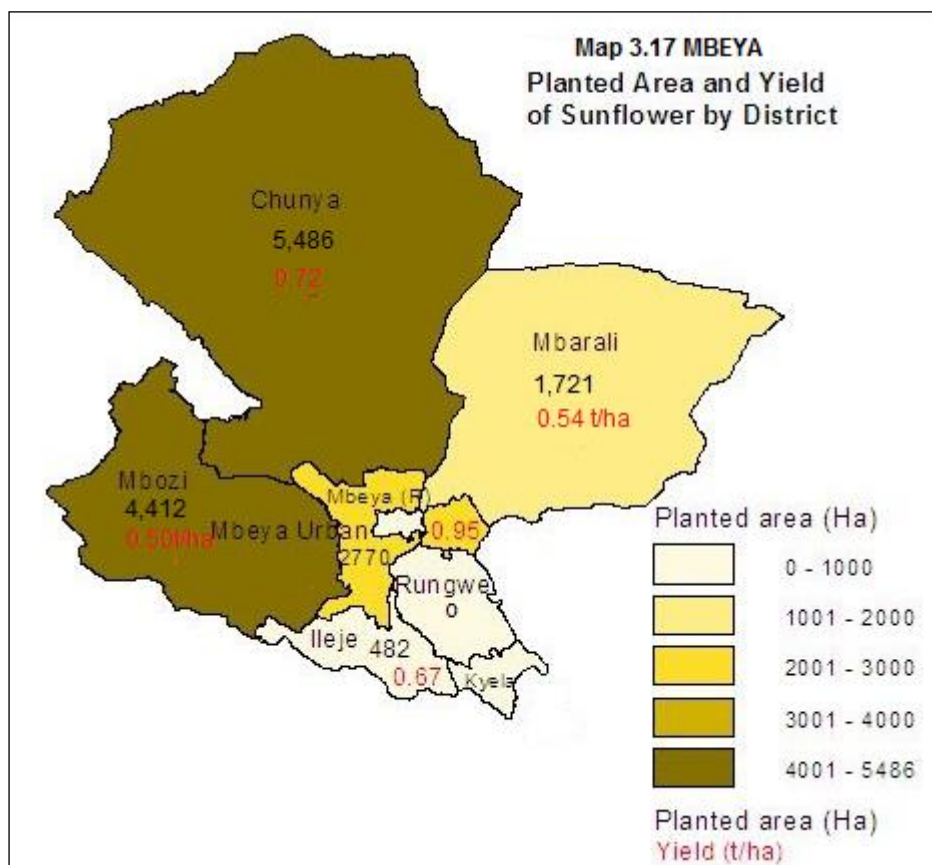 Map 3.17 MBEYA
Planted Area and Yield
of Sunflower by District
Chunya
5,486
0.72
Mbarali
1,721
0.54 t/ha
Mbozi
4,412
0.50t/ha
Mbeya (R)
Mbeya Urban
2770
0.95
Rungwe
0
Ileje
482
0.67
Kyela
Planted area (Ha)
0 - 1000
1001 - 2000
2001 - 3000
3001 - 4000
4001 - 5486
Planted area (Ha)
Yield (t/ha)